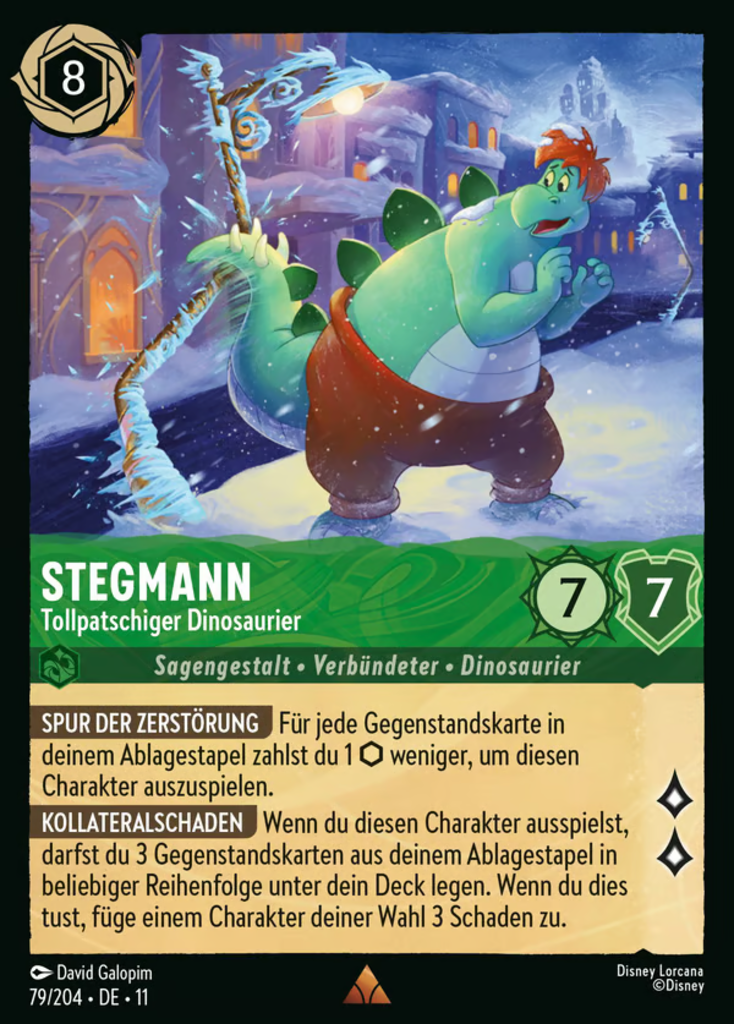 8
STEGMANN
Tollpatschiger Dinosaurier
7 7
Sagengestalt • Verbündeter • Dinosaurier
SPUR DER ZERSTÖRUNG Für jede Gegenstandskarte in
deinem Ablagestapel zahlst du 1 ⬡ weniger, um diesen
Charakter auszuspielen.
KOLLATERALSCHADEN Wenn du diesen Charakter ausspielst,
darfst du 3 Gegenstandskarten aus deinem Ablagestapel in
beliebiger Reihenfolge unter dein Deck legen. Wenn du dies
tust, füge einem Charakter deiner Wahl 3 Schaden zu.
David Galopim
79/204 • DE • 11
Disney Lorcana
©Disney